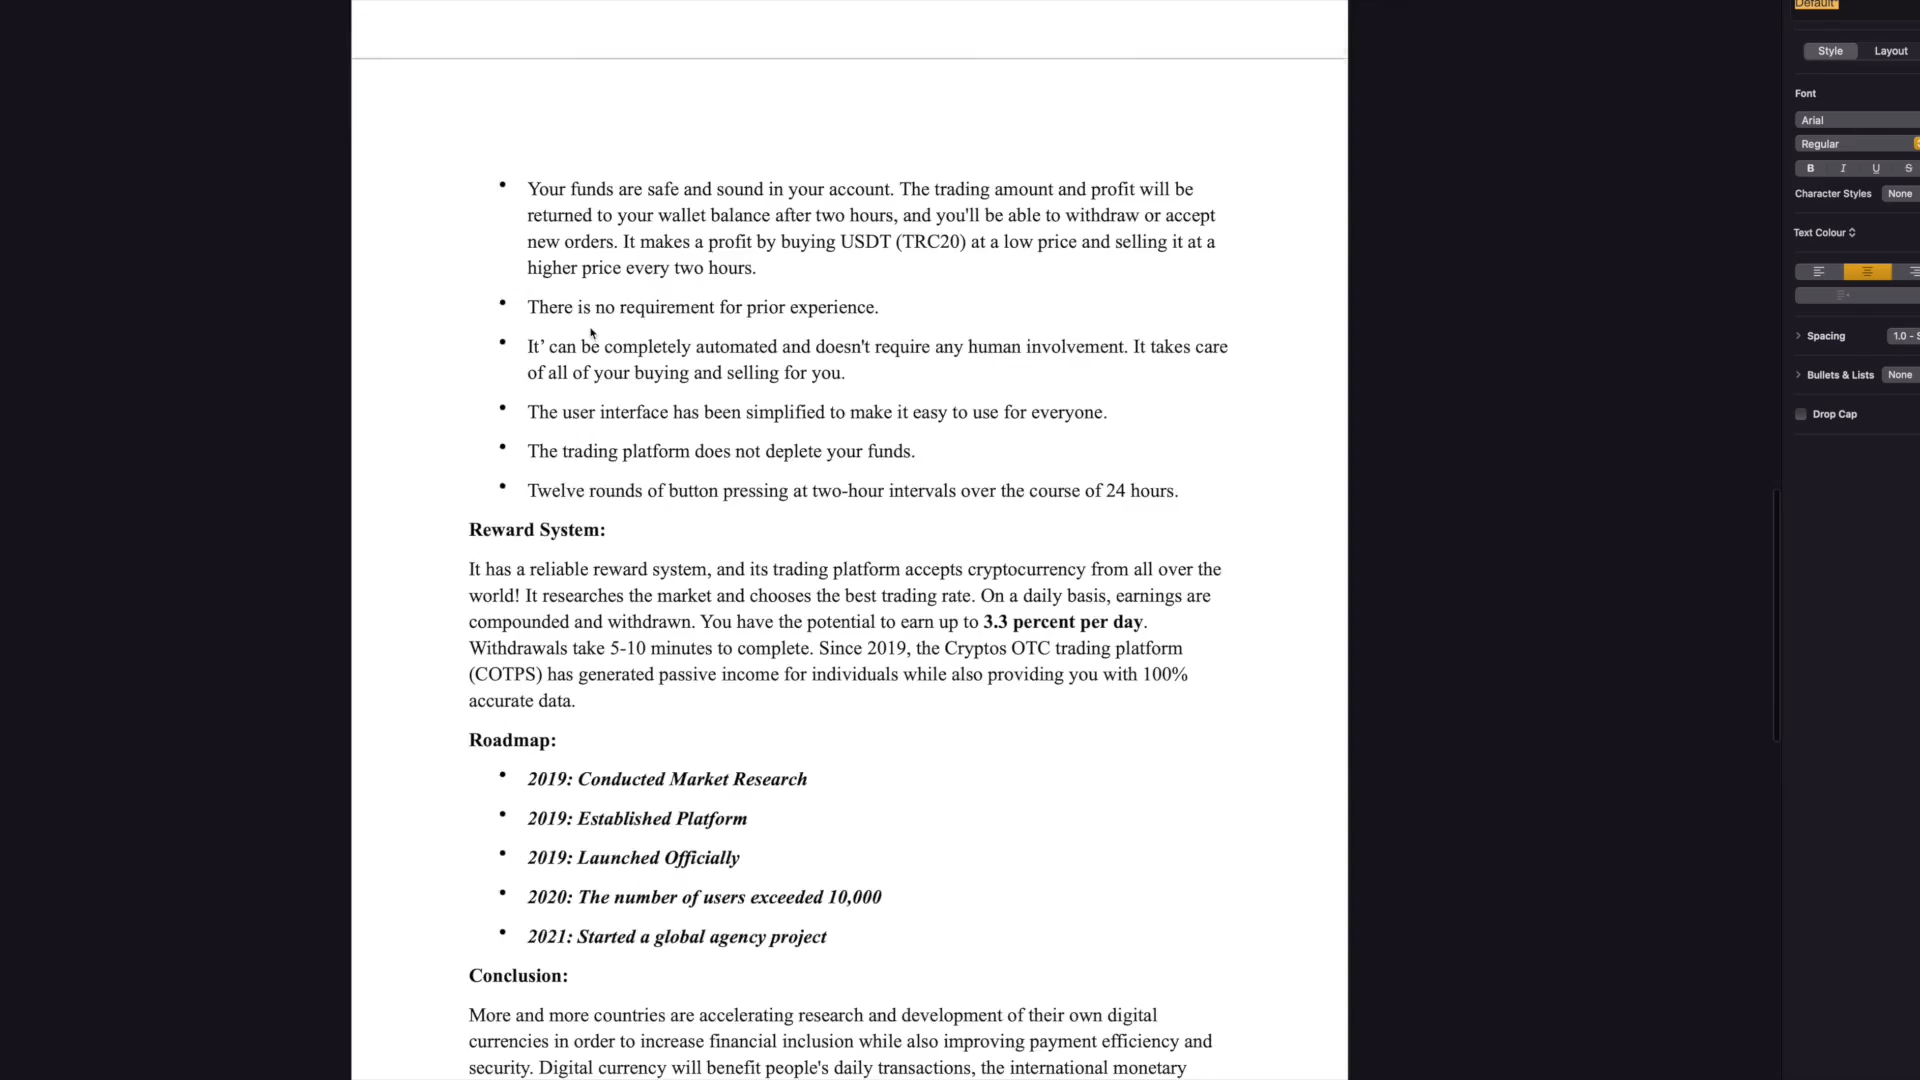 Default*
Style Layout
Font
Arial
Regular
B I U S
Character Styles None
Text Colour
Spacing 1.0 - S
Bullets & Lists None
Drop Cap
• Your funds are safe and sound in your account. The trading amount and profit will be
returned to your wallet balance after two hours, and you'll be able to withdraw or accept
new orders. It makes a profit by buying USDT (TRC20) at a low price and selling it at a
higher price every two hours.
• There is no requirement for prior experience.
• It’ can be completely automated and doesn't require any human involvement. It takes care
of all of your buying and selling for you.
• The user interface has been simplified to make it easy to use for everyone.
• The trading platform does not deplete your funds.
• Twelve rounds of button pressing at two-hour intervals over the course of 24 hours.
Reward System:
It has a reliable reward system, and its trading platform accepts cryptocurrency from all over the
world! It researches the market and chooses the best trading rate. On a daily basis, earnings are
compounded and withdrawn. You have the potential to earn up to 3.3 percent per day.
Withdrawals take 5-10 minutes to complete. Since 2019, the Cryptos OTC trading platform
(COTPS) has generated passive income for individuals while also providing you with 100%
accurate data.
Roadmap:
• 2019: Conducted Market Research
• 2019: Established Platform
• 2019: Launched Officially
• 2020: The number of users exceeded 10,000
• 2021: Started a global agency project
Conclusion:
More and more countries are accelerating research and development of their own digital
currencies in order to increase financial inclusion while also improving payment efficiency and
security. Digital currency will benefit people's daily transactions, the international monetary